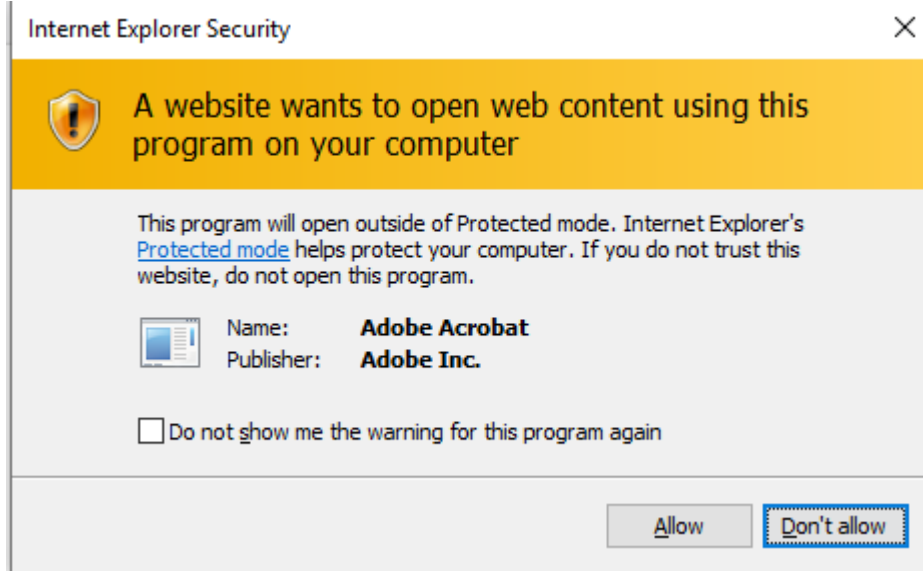 Internet Explorer Security
A website wants to open web content using this
program on your computer
This program will open outside of Protected mode. Internet Explorer's
Protected mode helps protect your computer. If you do not trust this
website, do not open this program.
Name: Adobe Acrobat
Publisher: Adobe Inc.
Do not show me the warning for this program again
Allow Don't allow